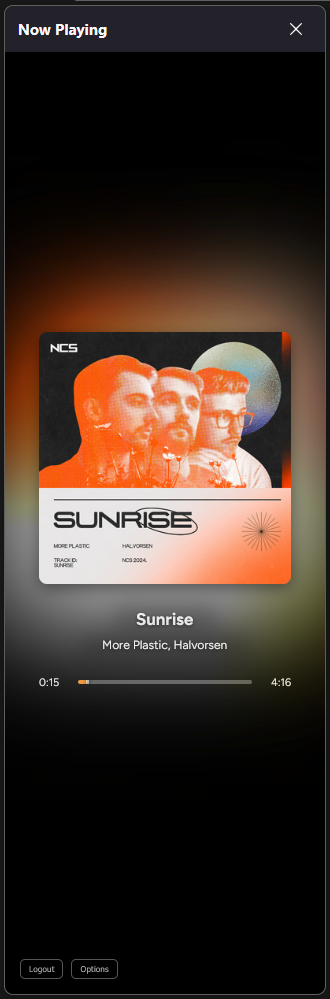 Now Playing
NCS
SUNRISE
MORE PLASTIC HALVORSEN
TRACK ID: NCS 2024.
SUNRISE
Sunrise
More Plastic, Halvorsen
0:15 4:16
Logout Options